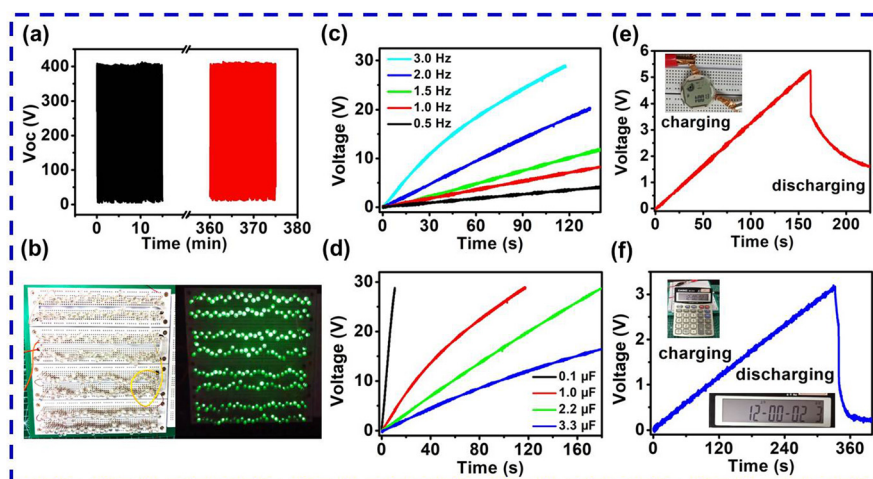 (a)
400
300
200
100
0
Voc (V)
0
10
360
370
380
Time (min)
(b)
(c)
30
20
10
0
Voltage (V)
3.0 Hz
2.0 Hz
1.5 Hz
1.0 Hz
0.5 Hz
0
30
60
90
120
Time (s)
(d)
30
20
10
0
Voltage (V)
0.1 µF
1.0 µF
2.2 µF
3.3 µF
0
40
80
120
160
Time (s)
(e)
6
5
4
3
2
1
0
Voltage (V)
charging
discharging
0
50
100
150
200
Time (s)
(f)
3
2
1
0
Voltage (V)
charging
discharging
12-00-02 3
0
120
240
360
Time (s)